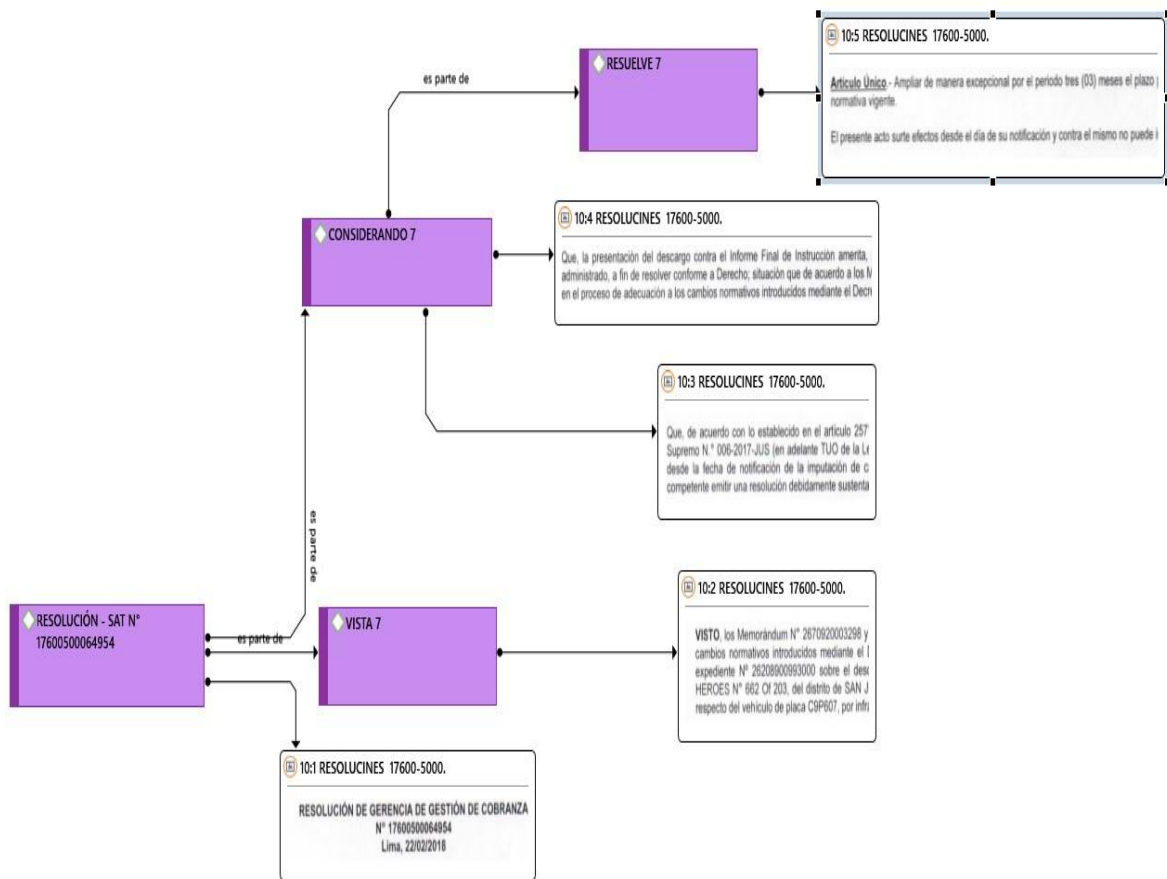 10:5 RESOLUCINES 17600-5000.
Artículo Único.- Ampliar de manera excepcional por el periodo tres (03) meses el plazo
normativa vigente.
El presente acto surte efectos desde el día de su notificación y contra el mismo no puede
RESUELVE 7
es parte de
CONSIDERANDO 7
10:4 RESOLUCINES 17600-5000.
Que, la presentación del descargo contra el Informe Final de Instrucción amerita,
administrado, a fin de resolver conforme a Derecho; situación que de acuerdo a los M
en el proceso de adecuación a los cambios normativos introducidos mediante el Decr
10:3 RESOLUCINES 17600-5000.
Que, de acuerdo con lo establecido en el artículo 257
Supremo N.° 006-2017-JUS (en adelante TUO de la Le
desde la fecha de notificación de la imputación de c
competente emitir una resolución debidamente sustenta
es parte de
10:2 RESOLUCINES 17600-5000.
VISTO, los Memorándum N° 2670920003298 y
cambios normativos introducidos mediante el
expediente N° 26208900993000 sobre el desc
HEROES N° 662 Of 203, del distrito de SAN J
respecto del vehículo de placa C9P607, por infra
RESOLUCIÓN - SAT N°
17600500064954
es parte de
VISTA 7
10:1 RESOLUCINES 17600-5000.
RESOLUCIÓN DE GERENCIA DE GESTIÓN DE COBRANZA
N° 17600500064954
Lima, 22/02/2018